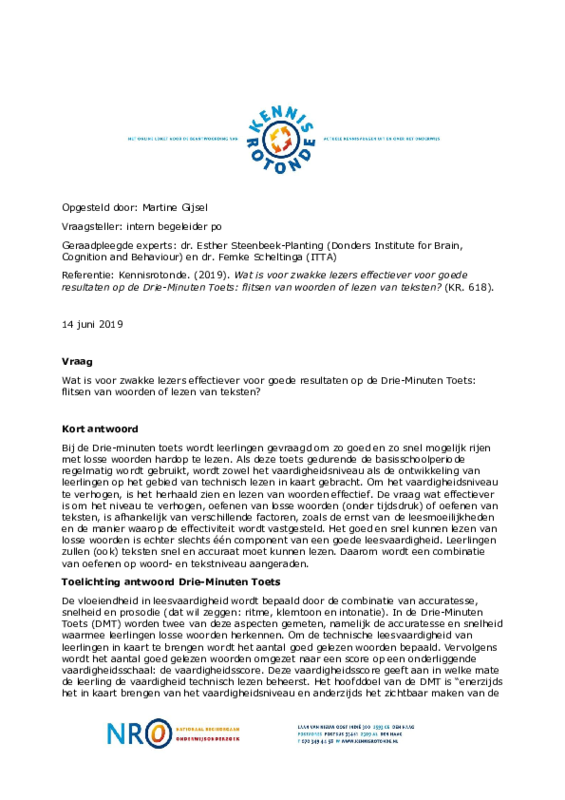 HET ONLINE LOKET VOOR DE BEANTWOORDING VAN
KENNIS
ROTONDE
ACTUELE KENNISVRAGEN UIT EN OVER HET ONDERWIJS
Opgesteld door: Martine Gijsel
Vraagsteller: intern begeleider po
Geraadpleegde experts: dr. Esther Steenbeek-Planting (Donders Institute for Brain,
Cognition and Behaviour) en dr. Femke Scheltinga (ITTA)
Referentie: Kennisrotonde. (2019). Wat is voor zwakke lezers effectiever voor goede
resultaten op de Drie-Minuten Toets: flitsen van woorden of lezen van teksten? (KR. 618).
14 juni 2019
Vraag
Wat is voor zwakke lezers effectiever voor goede resultaten op de Drie-Minuten Toets:
flitsen van woorden of lezen van teksten?
Kort antwoord
Bij de Drie-minuten toets wordt leerlingen gevraagd om zo goed en zo snel mogelijk rijen
met losse woorden hardop te lezen. Als deze toets gedurende de basisschoolperiode
regelmatig wordt gebruikt, wordt zowel het vaardigheidsniveau als de ontwikkeling van
leerlingen op het gebied van technisch lezen in kaart gebracht. Om het vaardigheidsniveau
te verhogen, is het herhaald zien en lezen van woorden effectief. De vraag wat effectiever
is om het niveau te verhogen, oefenen van losse woorden (onder tijdsdruk) of oefenen van
teksten, is afhankelijk van verschillende factoren, zoals de ernst van de leesmoeilijkheden
en de manier waarop de effectiviteit wordt vastgesteld. Het goed en snel kunnen lezen van
losse woorden is echter slechts één component van een goede leesvaardigheid. Leerlingen
zullen (ook) teksten snel en accuraat moet kunnen lezen. Daarom wordt een combinatie
van oefenen op woord- en tekstniveau aangeraden.
Toelichting antwoord Drie-Minuten Toets
De vloeiendheid in leesvaardigheid wordt bepaald door de combinatie van accuratesse,
snelheid en prosodie (dat wil zeggen: ritme, klemtoon en intonatie). In de Drie-Minuten
Toets (DMT) worden twee van deze aspecten gemeten, namelijk de accuratesse en snelheid
waarmee leerlingen losse woorden herkennen. Om de technische leesvaardigheid van
leerlingen in kaart te brengen wordt het aantal goed gelezen woorden bepaald. Vervolgens
wordt het aantal goed gelezen woorden omgezet naar een score op een onderliggende
vaardigheidsschaal: de vaardigheidsscore. Deze vaardigheidsscore geeft aan in welke mate
de leerling de vaardigheid technisch lezen beheerst. Het hoofddoel van de DMT is "enerzijds
het in kaart brengen van het vaardigheidsniveau en anderzijds het zichtbaar maken van de
NRO
NATIONAAL REGIEORGAAN
ONDERWIJSONDERZOEK
LAAN VAN NIEUW OOST INDIË 300 2593 CE DEN HAAG
POSTADRES POSTBUS 93461 2509 AL DEN HAAG
T 070 349 44 58 W WWW.KENNISROTONDE.NL